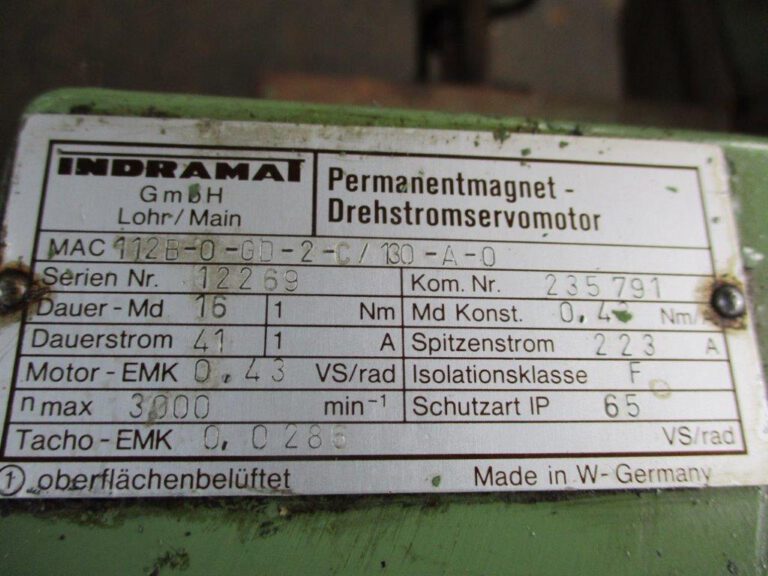 INDRAMAT
GmbH
Lohr/Main
Permanentmagnet-
Drehstromservomotor
MAC 112B-0-GD-2-C/130-A-0
Serien Nr. 12269
Kom. Nr. 235791
Dauer-Md 16 1 Nm
Md Konst. Nm/A
Dauerstrom 41 1 A
Spitzenstrom 223 A
Motor-EMK 0,43 VS/rad
Isolationsklasse F
n max 3000 min⁻¹
Schutzart IP 65
Tacho-EMK 0,0286 VS/rad
① oberflächenbelüftet
Made in W-Germany